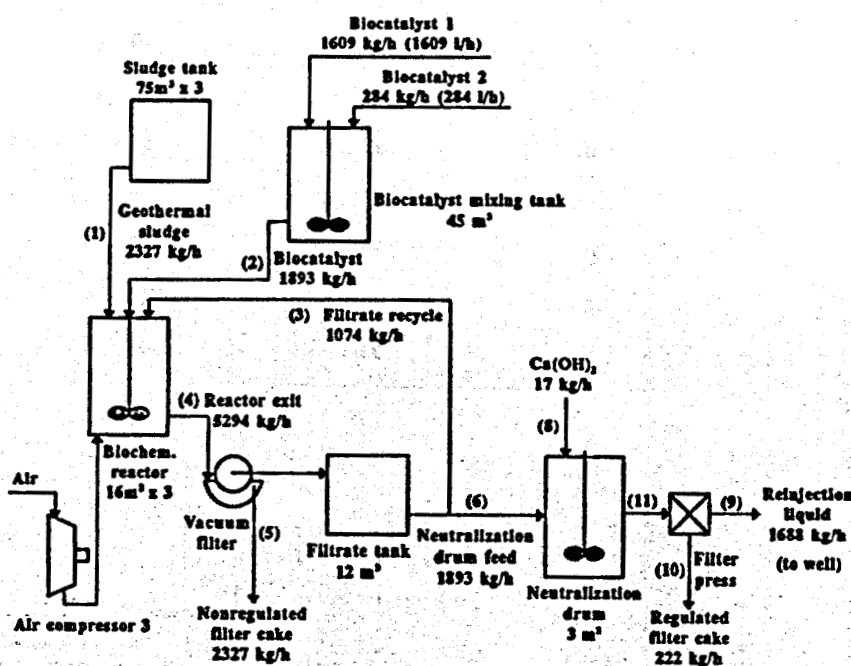 Biocatalyst 1
1609 kg/h (1609 l/h)
Sludge tank
75m³ x 3
Biocatalyst 2
284 kg/h (284 l/h)
Biocatalyst mixing tank
45 m³
(1)
Geothermal
sludge
2327 kg/h
(2)
Biocatalyst
1893 kg/h
(3) Filtrate recycle
1074 kg/h
Ca(OH)₂
17 kg/h
(4) Reactor exit
5294 kg/h
(8)
Biochem.
reactor
16m³ x 3
Air
Vacuum
filter
(5)
Filtrate tank
12 m³
(6)
Neutralization
drum feed
1893 kg/h
(11)
(9)
Reinjection
liquid
1688 kg/h
(to well)
(10)
Filter
press
Neutralization
drum
3 m³
Air compressor 3
Nonregulated
filter cake
2327 kg/h
Regulated
filter cake
222 kg/h